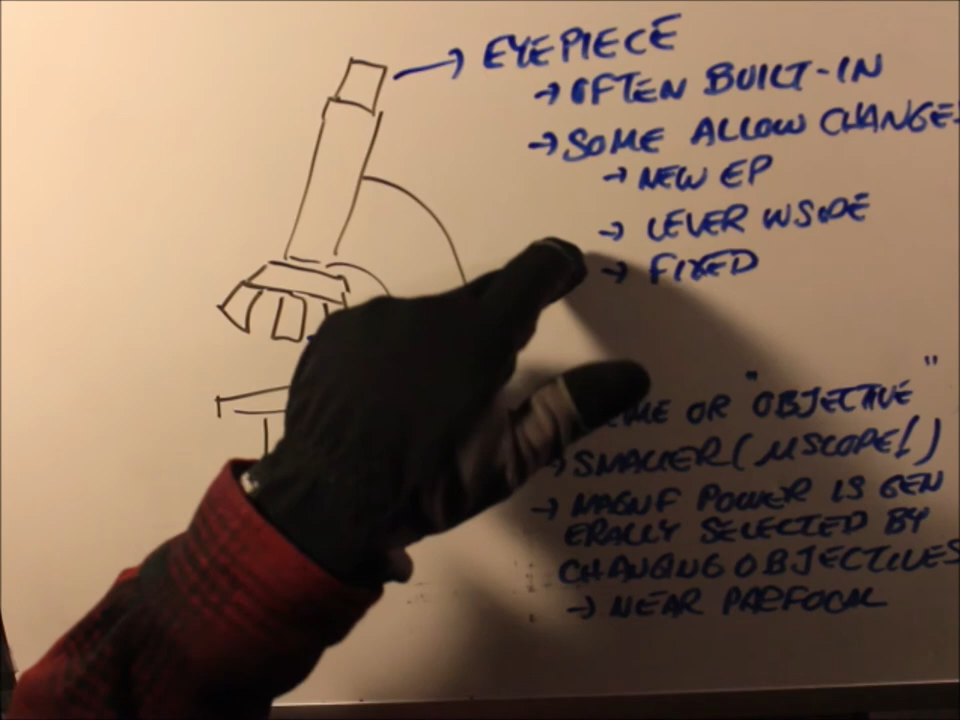 → EYEPIECE
→ OFTEN BUILT-IN
→ SOME ALLOW CHANGE
→ NEW EP
→ LEVER INSIDE
→ FIXED
OR "OBJECTIVE"
→ SMALLER (μSCOPE!)
→ MAGNF POWER IS GEN
ERALLY SELECTED BY
CHANGING OBJECTIVES
→ NEAR PARFOCAL